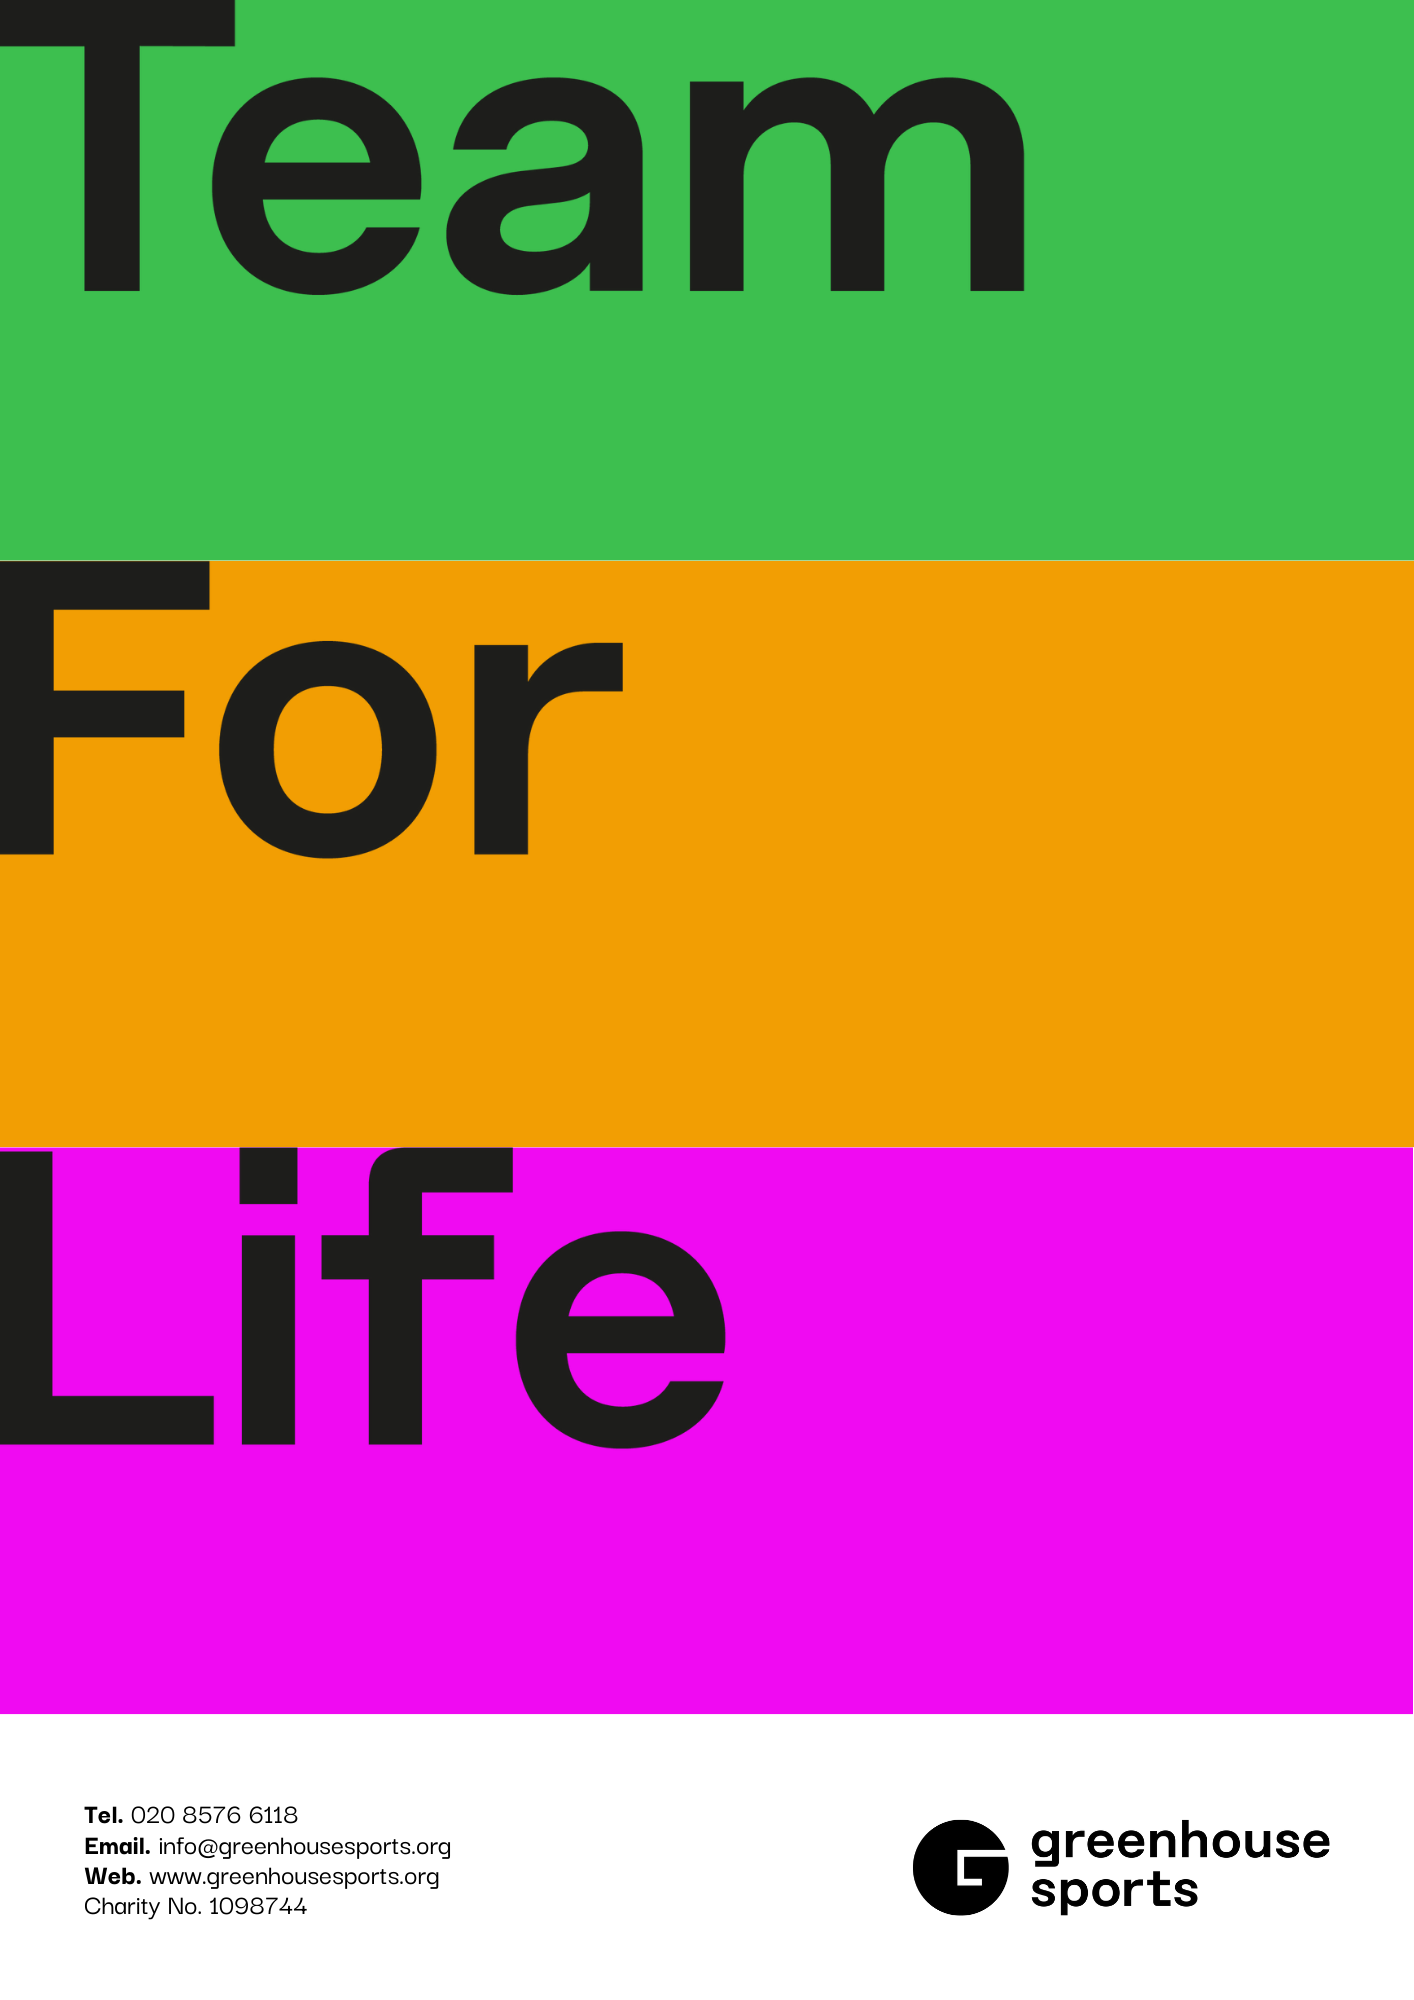 Team
For
Life
Tel. 020 8576 6118
Email. info@greenhousesports.org
Web. www.greenhousesports.org
Charity No. 1098744
greenhouse
sports